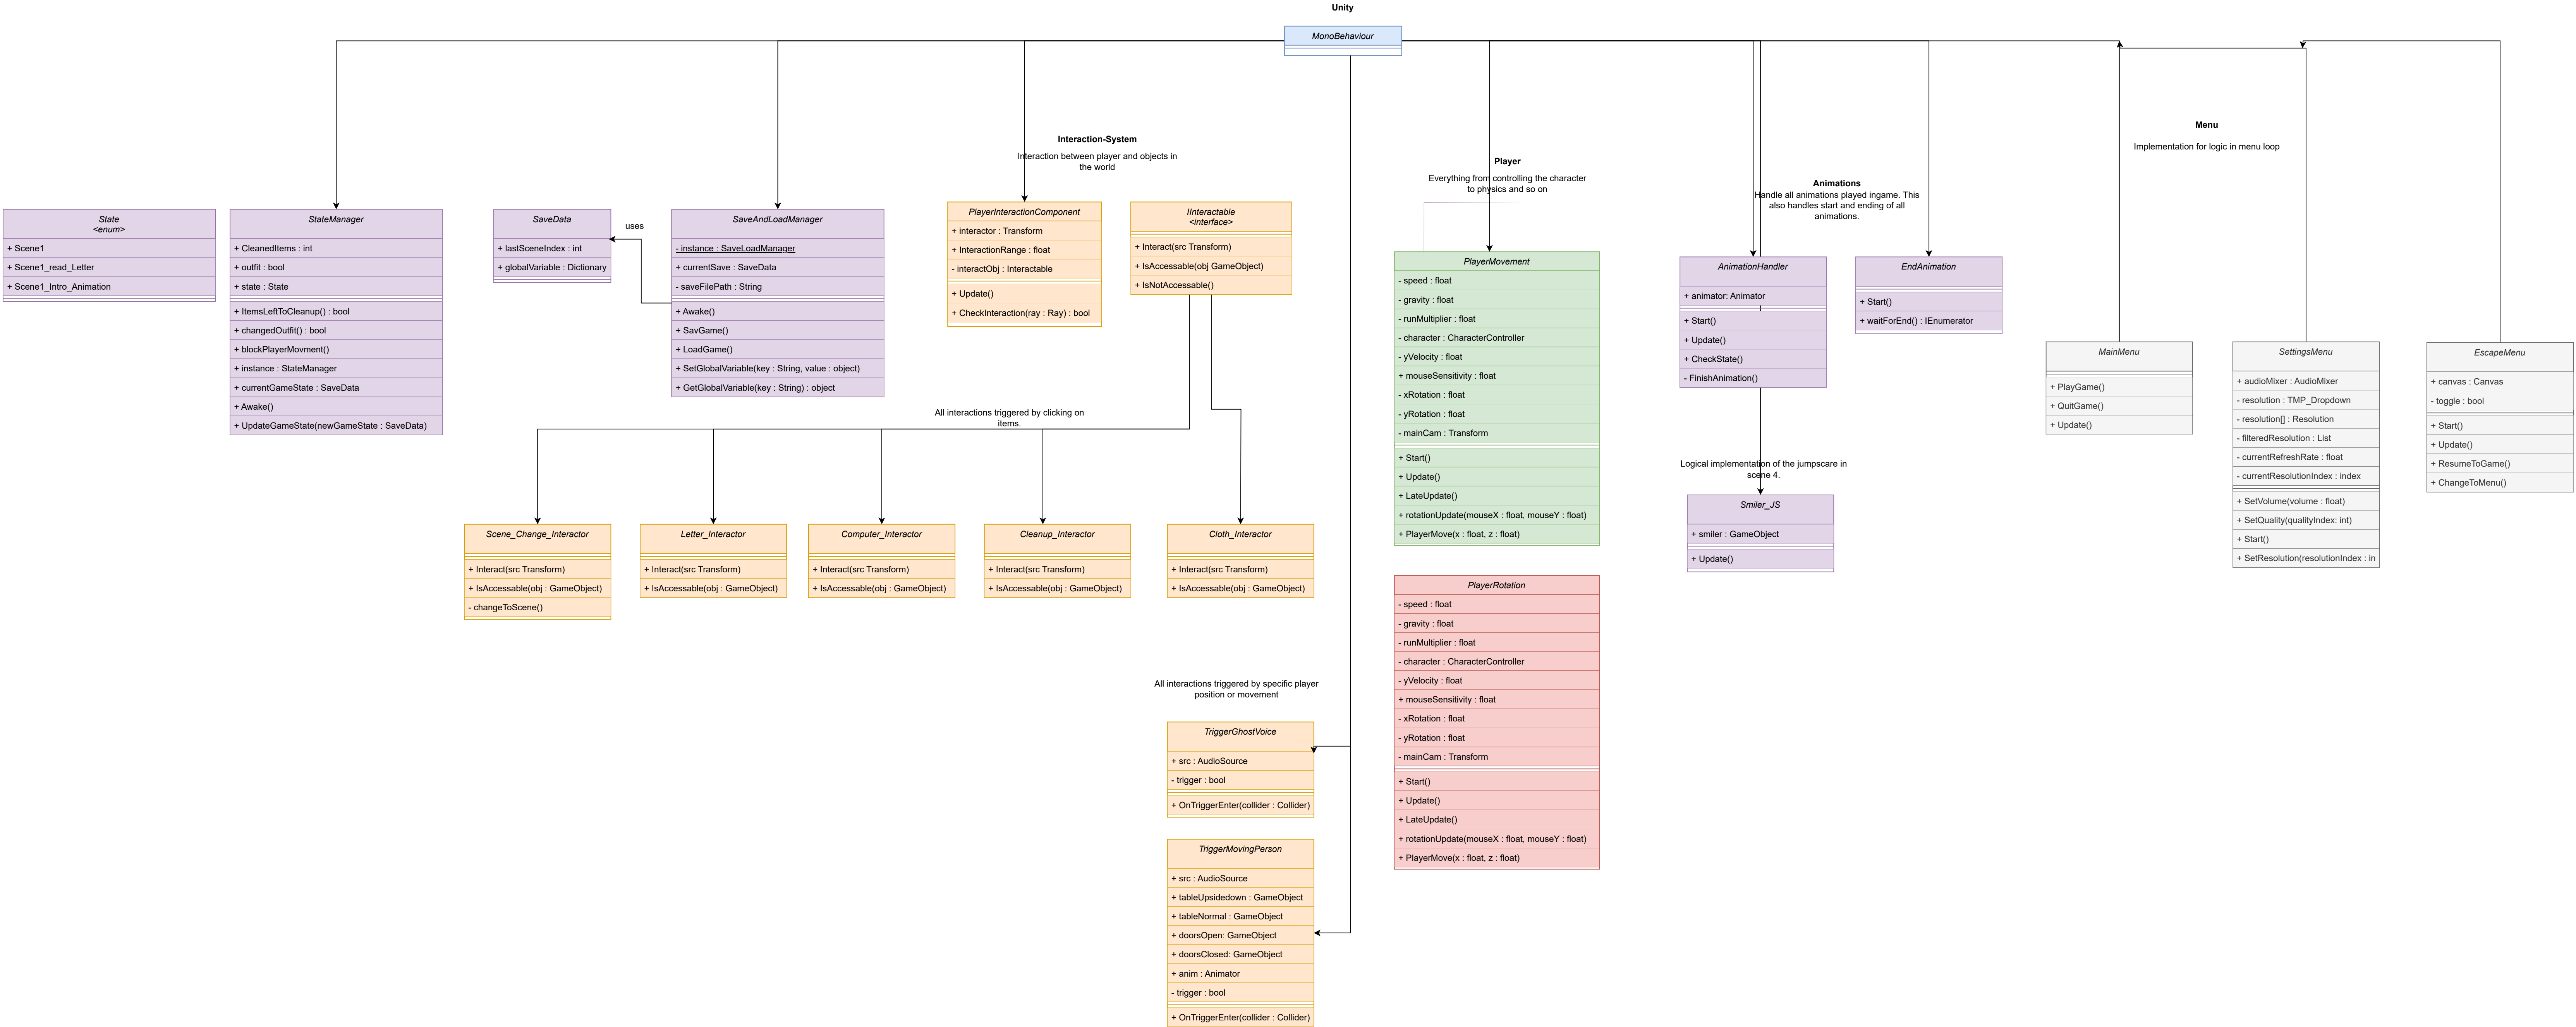 Unity
MonoBehaviour
Interaction-System
Interaction between player and objects in
the world
Player
Everything from controlling the character
to physics and so on
Animations
Handle all animations played ingame. This
also handles start and ending of all
animations.
Menu
Implementation for logic in menu loop
State
<enum>
+ Scene1
+ Scene1_read_Letter
+ Scene1_Intro_Animation
StateManager
+ CleanedItems : int
+ outfit : bool
+ state : State
+ ItemsLeftToCleanup() : bool
+ changedOutfit() : bool
+ blockPlayerMovment()
+ instance : StateManager
+ currentGameState : SaveData
+ Awake()
+ UpdateGameState(newGameState : SaveData)
SaveData
+ lastSceneIndex : int
+ globalVariable : Dictionary
uses
SaveAndLoadManager
- instance : SaveLoadManager
+ currentSave : SaveData
- saveFilePath : String
+ Awake()
+ SavGame()
+ LoadGame()
+ SetGlobalVariable(key : String, value : object)
+ GetGlobalVariable(key : String) : object
PlayerInteractionComponent
+ interactor : Transform
+ InteractionRange : float
- interactObj : Interactable
+ Update()
+ CheckInteraction(ray : Ray) : bool
IInteractable
<interface>
+ Interact(src Transform)
+ IsAccessable(obj GameObject)
+ IsNotAccessable()
All interactions triggered by clicking on
items.
Scene_Change_Interactor
+ Interact(src Transform)
+ IsAccessable(obj : GameObject)
- changeToScene()
Letter_Interactor
+ Interact(src Transform)
+ IsAccessable(obj : GameObject)
Computer_Interactor
+ Interact(src Transform)
+ IsAccessable(obj : GameObject)
Cleanup_Interactor
+ Interact(src Transform)
+ IsAccessable(obj : GameObject)
Cloth_Interactor
+ Interact(src Transform)
+ IsAccessable(obj : GameObject)
All interactions triggered by specific player
position or movement
TriggerGhostVoice
+ src : AudioSource
- trigger : bool
+ OnTriggerEnter(collider : Collider)
TriggerMovingPerson
+ src : AudioSource
+ tableUpsidedown : GameObject
+ tableNormal : GameObject
+ doorsOpen: GameObject
+ doorsClosed: GameObject
+ anim : Animator
- trigger : bool
+ OnTriggerEnter(collider : Collider)
PlayerMovement
- speed : float
- gravity : float
- runMultiplier : float
- character : CharacterController
- yVelocity : float
+ mouseSensitivity : float
- xRotation : float
- yRotation : float
- mainCam : Transform
+ Start()
+ Update()
+ LateUpdate()
+ rotationUpdate(mouseX : float, mouseY : float)
+ PlayerMove(x : float, z : float)
PlayerRotation
- speed : float
- gravity : float
- runMultiplier : float
- character : CharacterController
- yVelocity : float
+ mouseSensitivity : float
- xRotation : float
- yRotation : float
- mainCam : Transform
+ Start()
+ Update()
+ LateUpdate()
+ rotationUpdate(mouseX : float, mouseY : float)
+ PlayerMove(x : float, z : float)
AnimationHandler
+ animator: Animator
+ Start()
+ Update()
+ CheckState()
- FinishAnimation()
Logical implementation of the jumpscare in
scene 4.
Smiler_JS
+ smiler : GameObject
+ Update()
EndAnimation
+ Start()
+ waitForEnd() : IEnumerator
MainMenu
+ PlayGame()
+ QuitGame()
+ Update()
SettingsMenu
+ audioMixer : AudioMixer
- resolution : TMP_Dropdown
- resolution[] : Resolution
- filteredResolution : List
- currentRefreshRate : float
- currentResolutionIndex : index
+ SetVolume(volume : float)
+ SetQuality(qualityIndex: int)
+ Start()
+ SetResolution(resolutionIndex : in
EscapeMenu
+ canvas : Canvas
- toggle : bool
+ Start()
+ Update()
+ ResumeToGame()
+ ChangeToMenu()